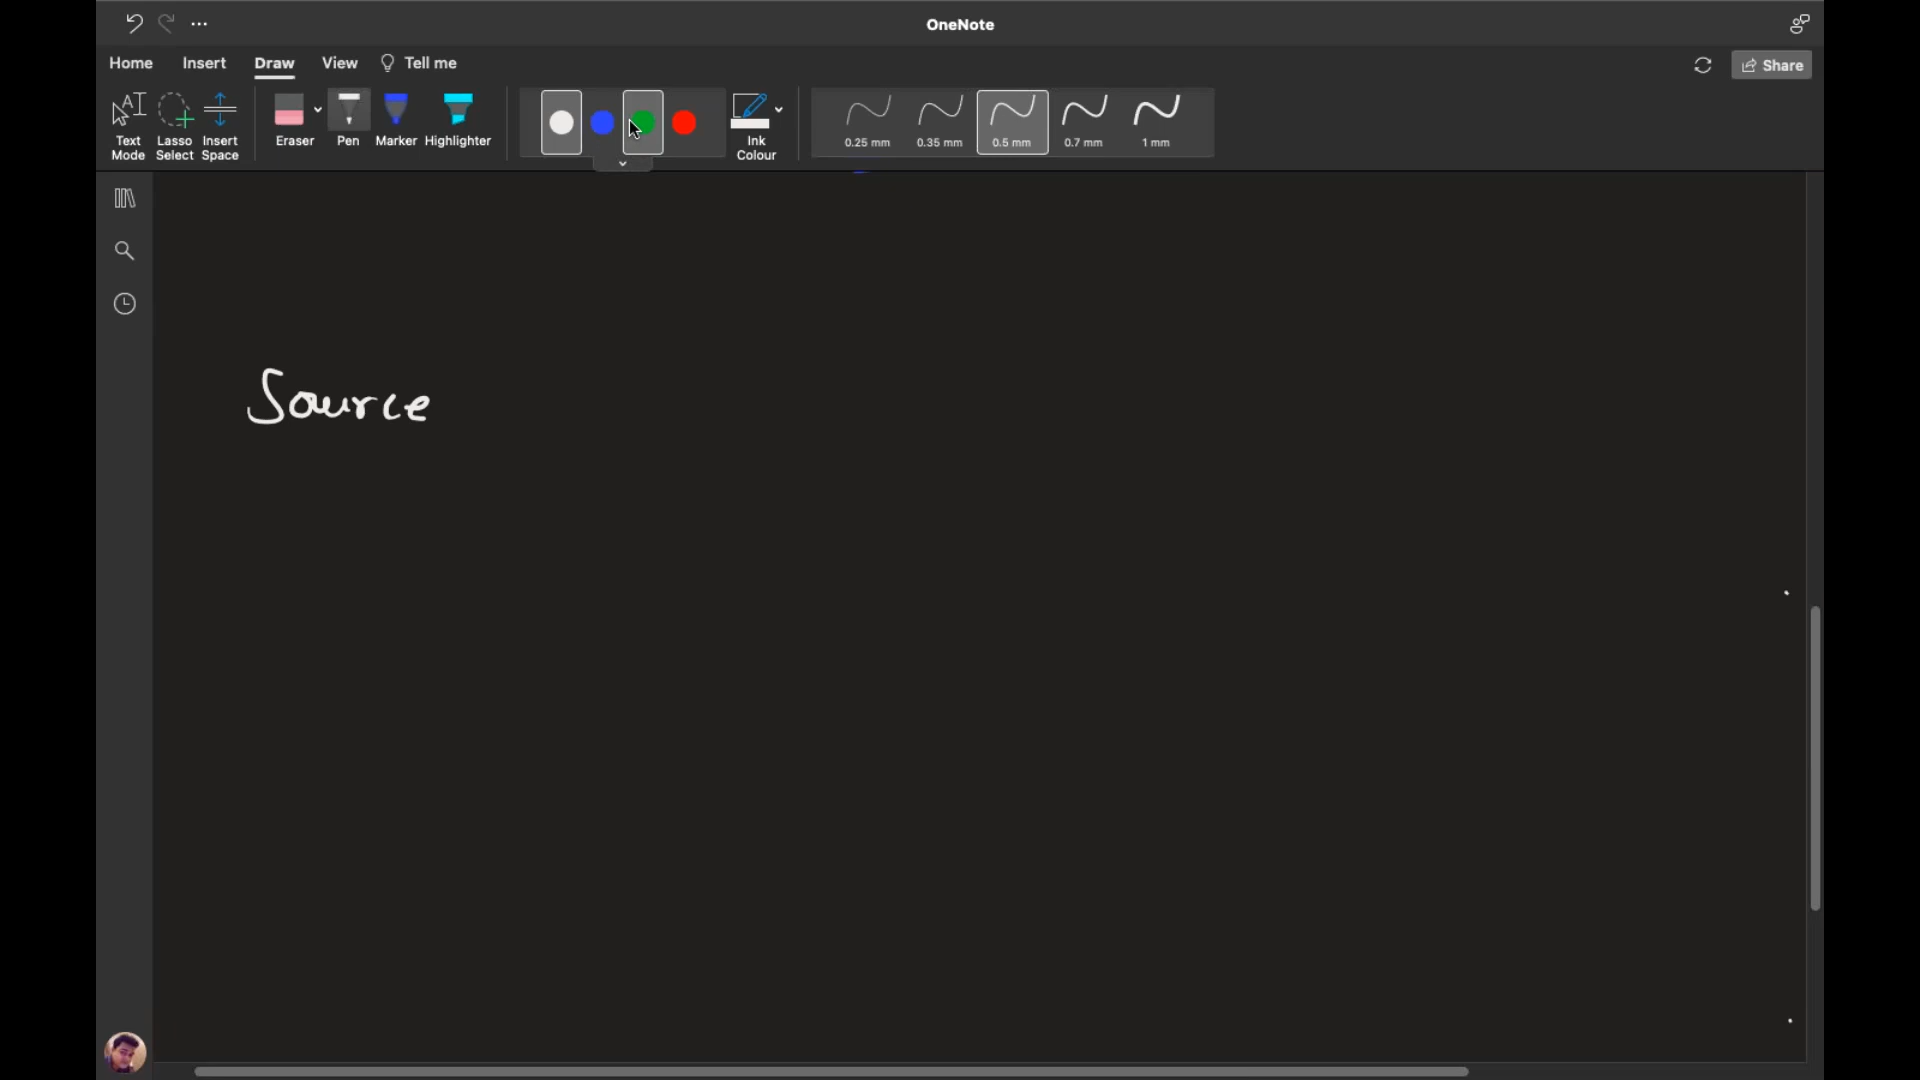 OneNote
Home Insert Draw View Tell me
Share
Text Mode
Lasso Select
Insert Space
Eraser
Pen
Marker
Highlighter
Ink Colour
0.25 mm
0.35 mm
0.5 mm
0.7 mm
1 mm
Source